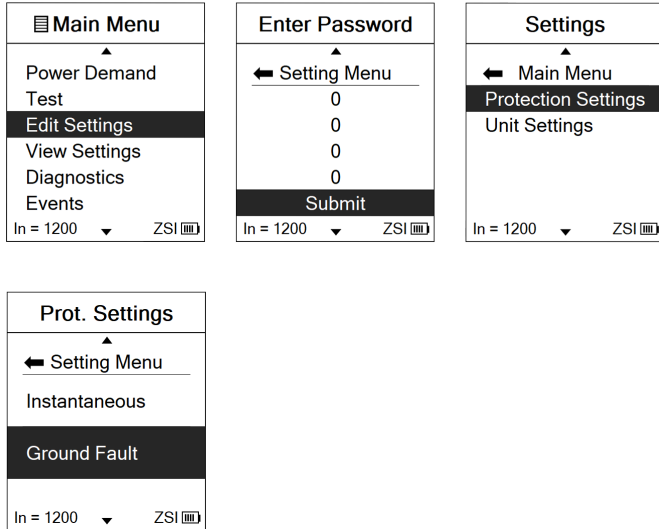 Main Menu
Power Demand
Test
Edit Settings
View Settings
Diagnostics
Events
In = 1200 ZSI
Enter Password
Setting Menu
0
0
0
0
Submit
In = 1200 ZSI
Settings
Main Menu
Protection Settings
Unit Settings
In = 1200 ZSI
Prot. Settings
Setting Menu
Instantaneous
Ground Fault
In = 1200 ZSI